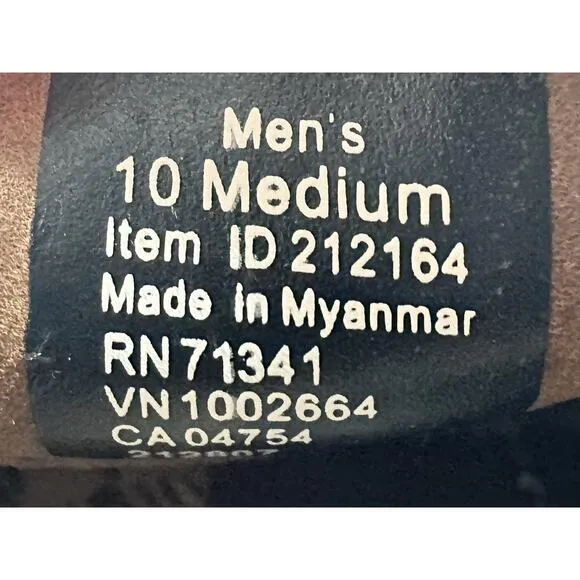 Men's
10 Medium
Item ID 212164
Made in Myanmar
RN 71341
VN 1002664
CA 04754